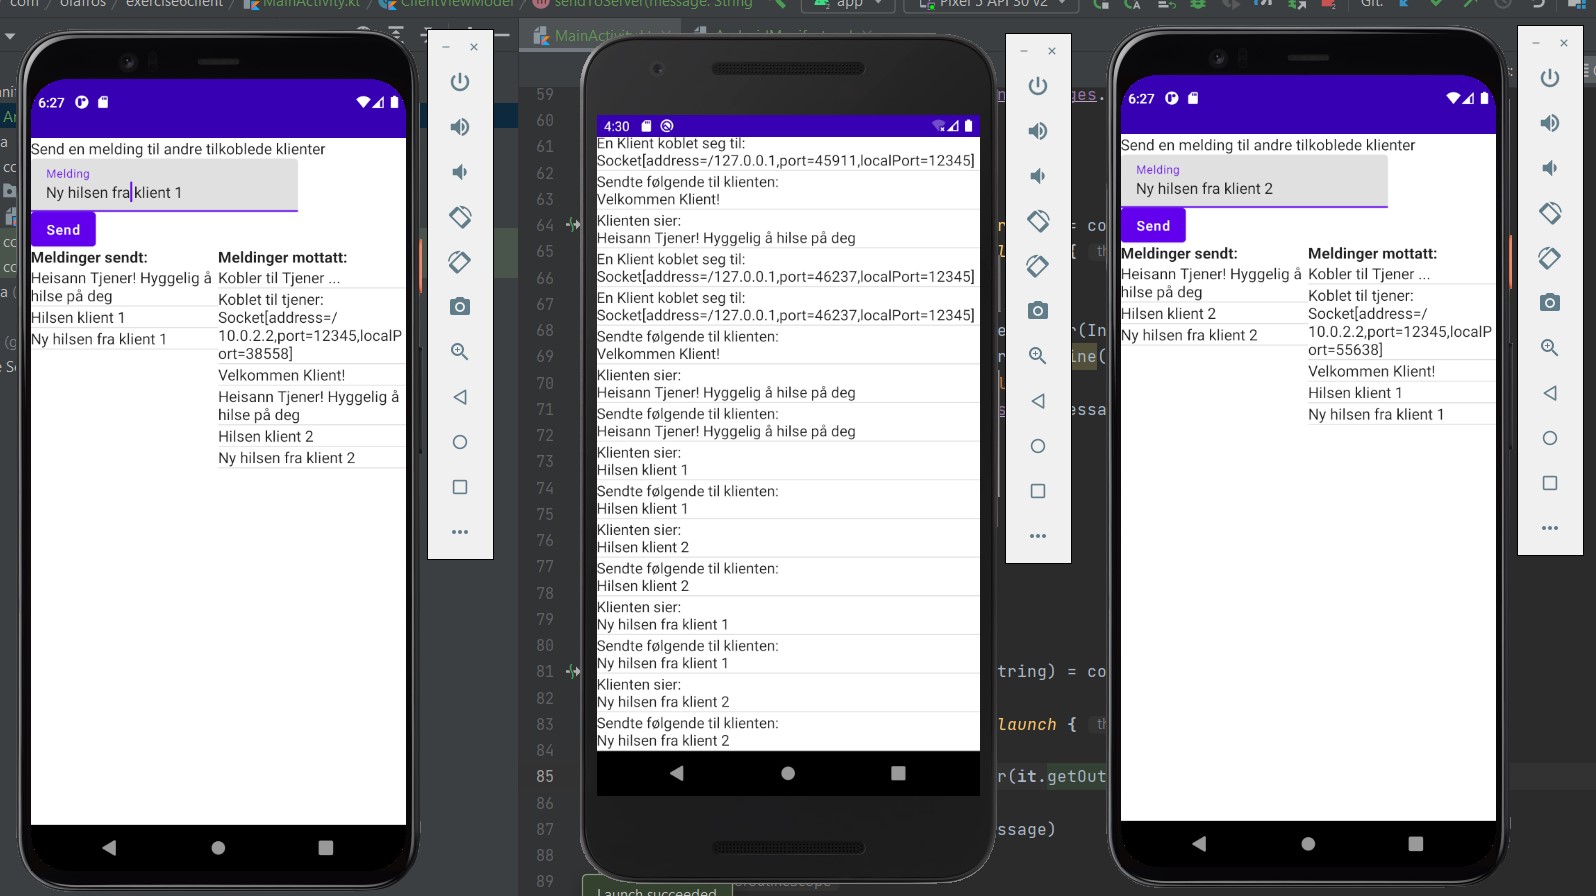 com
olafros
exercise6client
MainActivity.kt
ClientViewModel
sendToServer(message: String
app
Pixel 5 API 30 v2
Git:
MainActivity
6:27
Send en melding til andre tilkoblede klienter
Melding
Ny hilsen fra klient 1
Send
Meldinger sendt:
Heisann Tjener! Hyggelig å
hilse på deg
Hilsen klient 1
Ny hilsen fra klient 1
Meldinger mottatt:
Kobler til Tjener ...
Koblet til tjener:
Socket[address=/
10.0.2.2,port=12345,localP
ort=38558]
Velkommen Klient!
Heisann Tjener! Hyggelig å
hilse på deg
Hilsen klient 2
Ny hilsen fra klient 2
59
60
61
62
63
64
65
66
67
68
69
70
71
72
73
74
75
76
77
78
79
80
81
82
83
84
85
86
87
88
89
4:30
En Klient koblet seg til:
Socket[address=/127.0.0.1,port=45911,localPort=12345]
Sendte følgende til klienten:
Velkommen Klient!
Klienten sier:
Heisann Tjener! Hyggelig å hilse på deg
En Klient koblet seg til:
Socket[address=/127.0.0.1,port=46237,localPort=12345]
En Klient koblet seg til:
Socket[address=/127.0.0.1,port=46237,localPort=12345]
Sendte følgende til klienten:
Velkommen Klient!
Klienten sier:
Heisann Tjener! Hyggelig å hilse på deg
Sendte følgende til klienten:
Heisann Tjener! Hyggelig å hilse på deg
Klienten sier:
Hilsen klient 1
Sendte følgende til klienten:
Hilsen klient 1
Klienten sier:
Hilsen klient 2
Sendte følgende til klienten:
Hilsen klient 2
Klienten sier:
Ny hilsen fra klient 1
Sendte følgende til klienten:
Ny hilsen fra klient 1
Klienten sier:
Ny hilsen fra klient 2
Sendte følgende til klienten:
Ny hilsen fra klient 2
Launch succeeded
ges.
= co
{ th
r(In
ine(
essa
tring) = co
launch { th
r(it.getOut
ssage)
6:27
Send en melding til andre tilkoblede klienter
Melding
Ny hilsen fra klient 2
Send
Meldinger sendt:
Heisann Tjener! Hyggelig å
hilse på deg
Hilsen klient 2
Ny hilsen fra klient 2
Meldinger mottatt:
Kobler til Tjener ...
Koblet til tjener:
Socket[address=/
10.0.2.2,port=12345,localP
ort=55638]
Velkommen Klient!
Hilsen klient 1
Ny hilsen fra klient 1